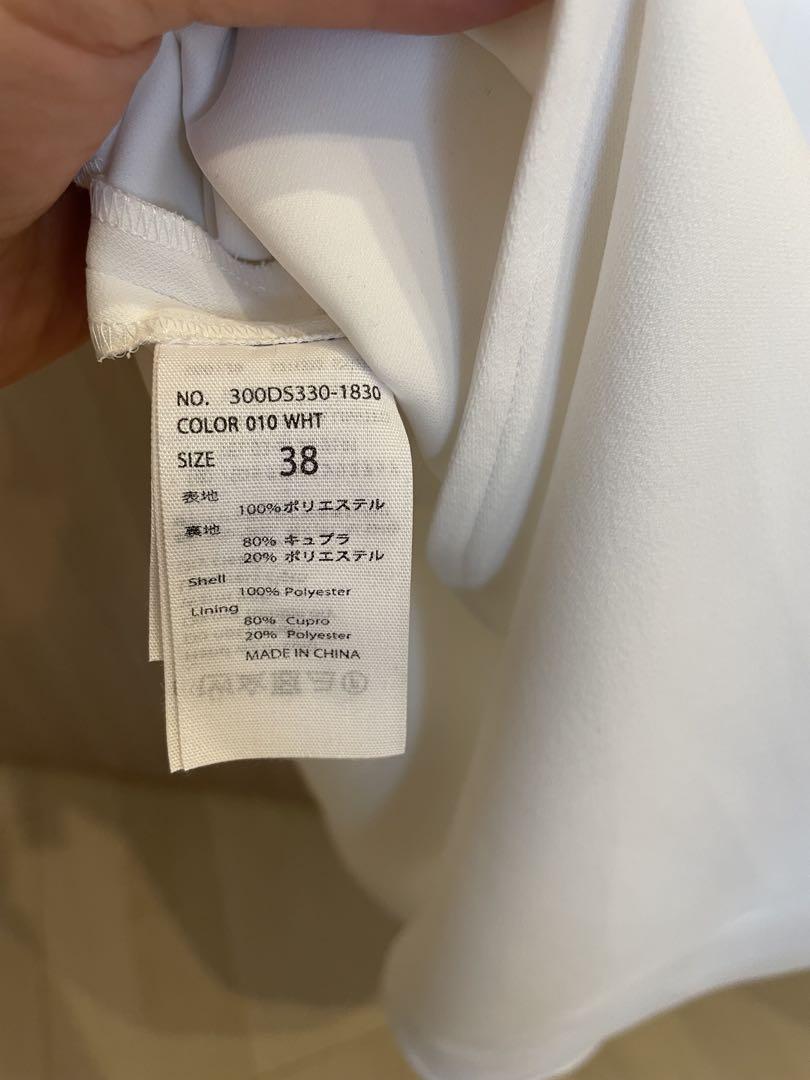 NO. 300DS330-1830
COLOR 010 WHT
SIZE 38
表地
100%ポリエステル
裏地
80% キュプラ
20% ポリエステル
Shell
100% Polyester
Lining
80% Cupro
20% Polyester
MADE IN CHINA